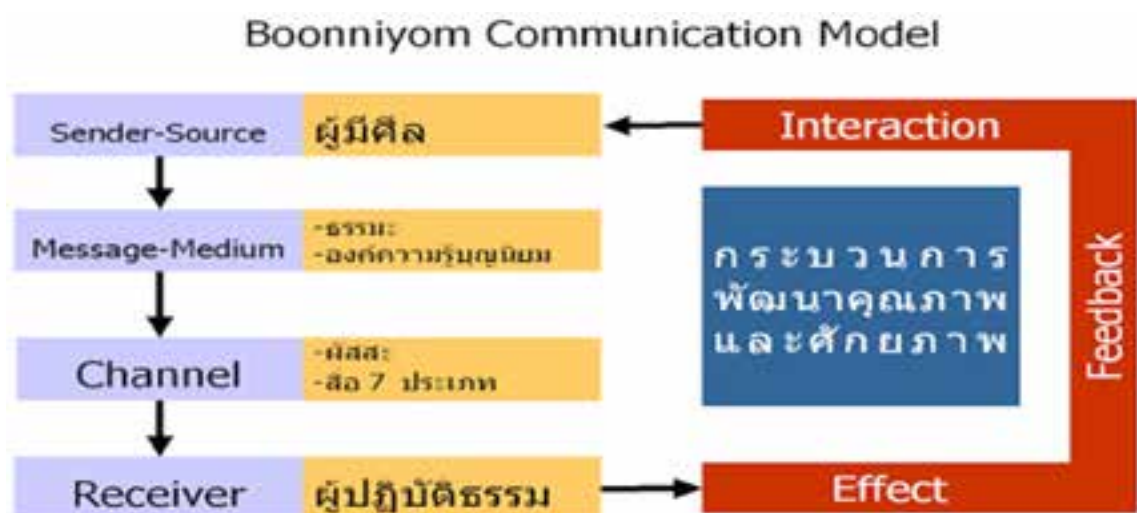 Boonniyom Communication Model
Sender-Source
ผู้มีศีล
Message-Medium
-ธรรมะ
-องค์ความรู้บุญนิยม
Channel
-ผัสสะ
-สื่อ 7 ประเภท
Receiver
ผู้ปฏิบัติธรรม
Interaction
กระบวนการ
พัฒนาคุณภาพ
และศักยภาพ
Feedback
Effect